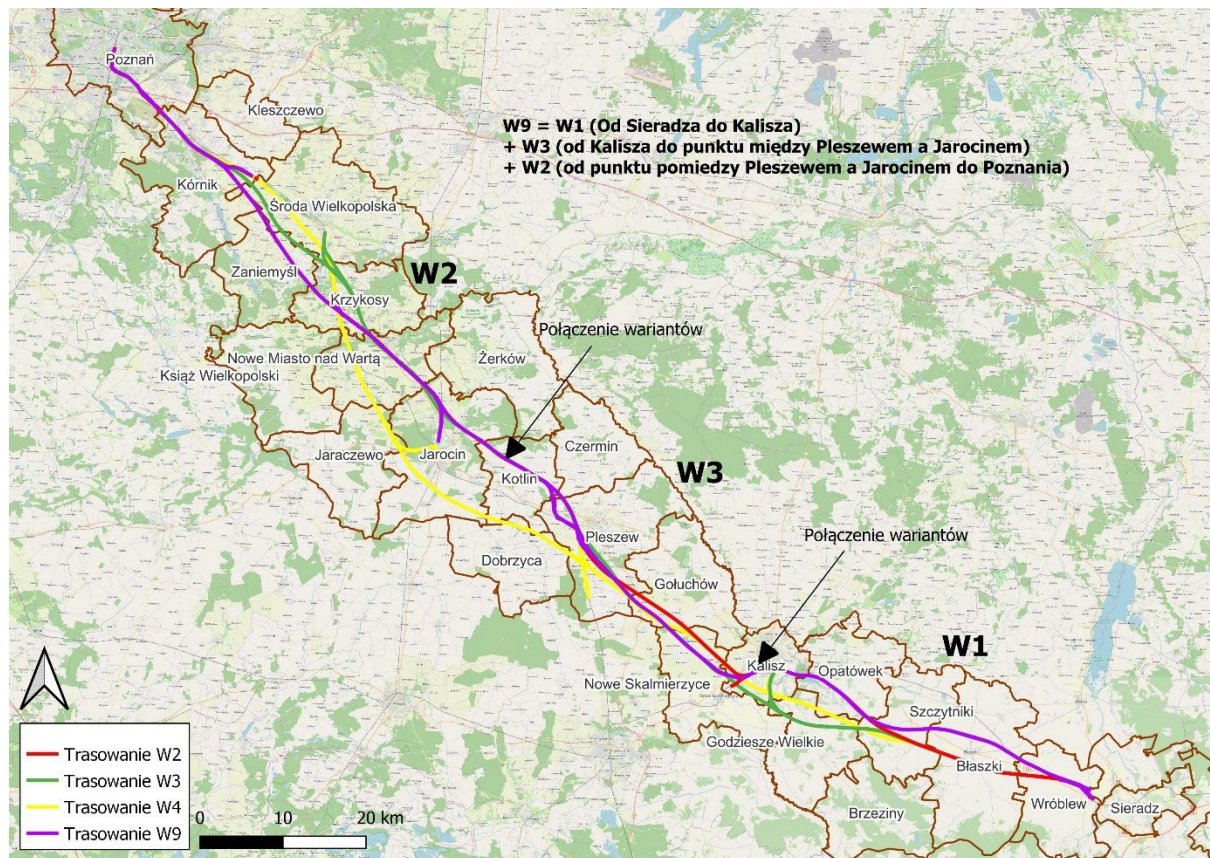 Poznań
Kleszczewo
W9 = W1 (Od Sieradza do Kalisza)
+ W3 (od Kalisza do punktu między Pleszewem a Jarocinem)
+ W2 (od punktu pomiedzy Pleszewem a Jarocinem do Poznania)
Kórnik
Środa Wielkopolska
Zaniemyśl
W2
Krzykosy
Połączenie wariantów
Nowe Miasto nad Wartą
Żerków
Książ Wielkopolski
Jaraczewo
Jarocin
Czermin
Kotlin
W3
Pleszew
Połączenie wariantów
Dobrzyca
Gołuchów
W1
Kalisz
Opatówek
Nowe Skalmierzyce
Szczytniki
Godziesze Wielkie
Błaszki
Wróblew
Sieradz
Brzeziny
Trasowanie W2
Trasowanie W3
Trasowanie W4
Trasowanie W9
0 10 20 km